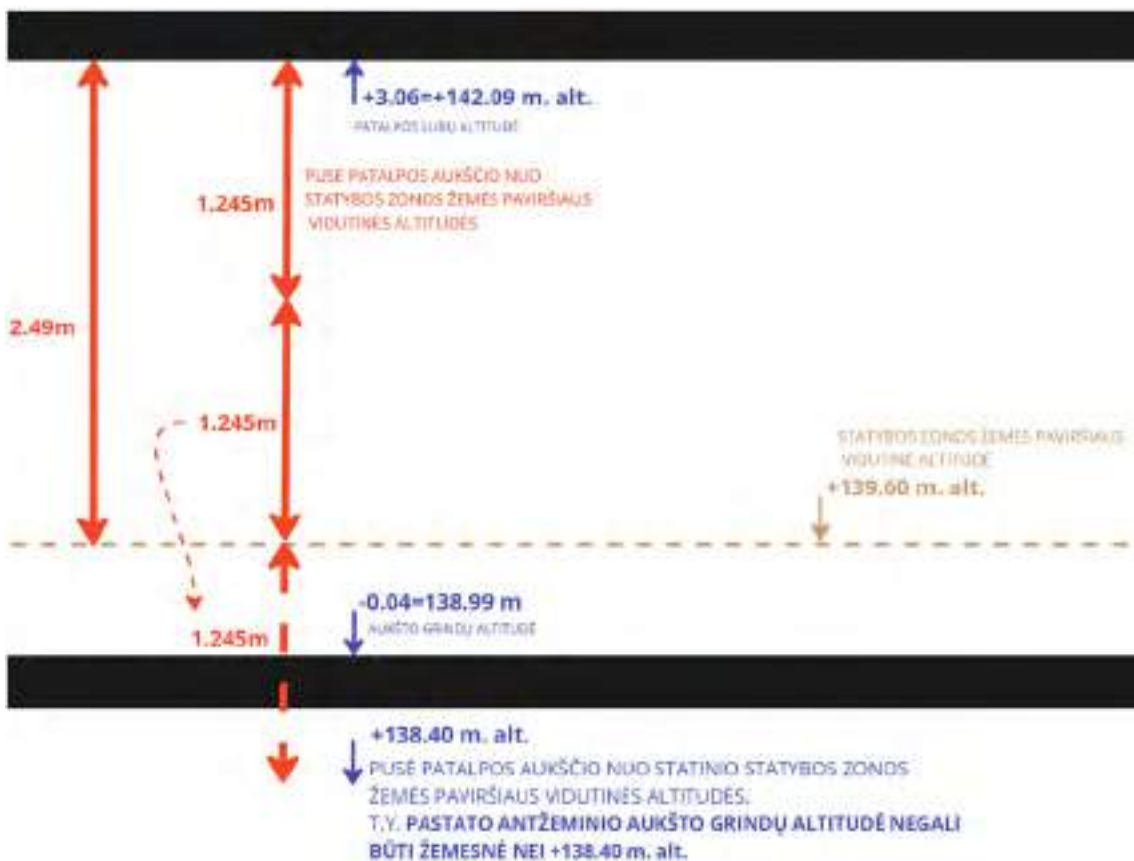 +3.06=+142.09 m. alt.
PATALPOS LUBŲ ALTITUDĖ
PUSĖ PATALPOS AUKŠČIO NUO
STATYBOS ZONOS ŽEMĖS PAVIRŠIAUS
VIDUTINĖS ALTITUDĖS
1.245m
2.49m
1.245m
STATYBOS ZONOS ŽEMĖS PAVIRŠIAUS
VIDUTINĖ ALTITUDĖ
+139.60 m. alt.
-0.04=138.99 m
AUKŠTO GRINDŲ ALTITUDĖ
1.245m
+138.40 m. alt.
PUSĖ PATALPOS AUKŠČIO NUO STATINIO STATYBOS ZONOS
ŽEMĖS PAVIRŠIAUS VIDUTINĖS ALTITUDĖS.
T.Y. PASTATO ANTŽEMINIO AUKŠTO GRINDŲ ALTITUDĖ NEGALI
BŪTI ŽEMESNĖ NEI +138.40 m. alt.